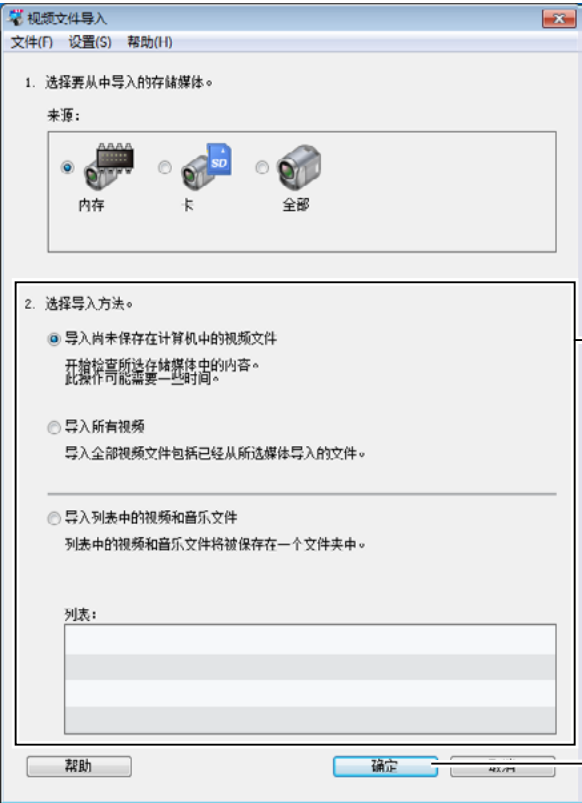 视频文件导入
文件(F) 设置(S) 帮助(H)
1. 选择要从中导入的存储媒体。
来源：
SD
内存 卡 全部
2. 选择导入方法。
导入尚未保存在计算机中的视频文件
开始检查所选存储媒体中的内容。
此操作可能需要一些时间。
导入所有视频
导入全部视频文件包括已经从所选媒体导入的文件。
导入列表中的视频和音乐文件
列表中的视频和音乐文件将被保存在一个文件夹中。
列表：
帮助 确定 取消